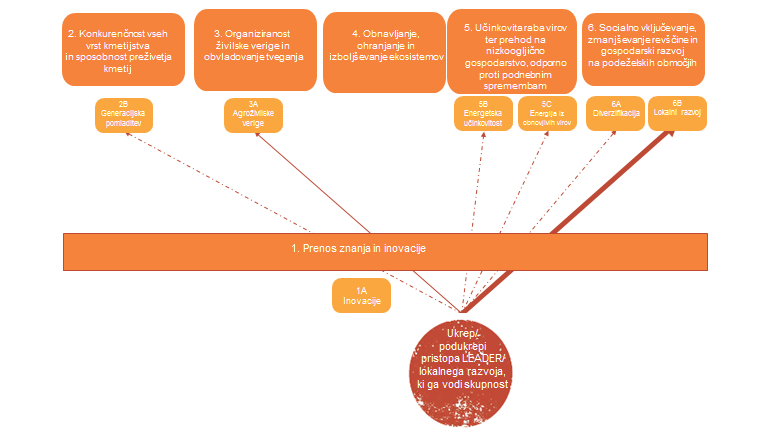 2. Konkurenčnost vseh
vrst kmetijstva
in sposobnost preživetja
kmetij
3. Organiziranost
živilske verige in
obvladovanje tveganja
4. Obnavljanje,
ohranjanje in
izboljševanje ekosistemov
5. Učinkovita raba virov
ter prehod na
nizkoogljično
gospodarstvo, odporno
proti podnebnim
spremembam
6. Socialno vključevanje,
zmanjševanje revščine in
gospodarski razvoj
na podeželskih območjih
2B
Generacijska
pomladitev
3A
Agroživilske
verige
5B
Energetska
učinkovitost
5C
Energija iz
obnovljivih virov
6A
Diverzifikacija
6B
Lokalni razvoj
1. Prenos znanja in inovacije
1A
Inovacije
Ukrep/-
podukrepi
pristopa LEADER/
lokalnega razvoja,
ki ga vodi skupnost